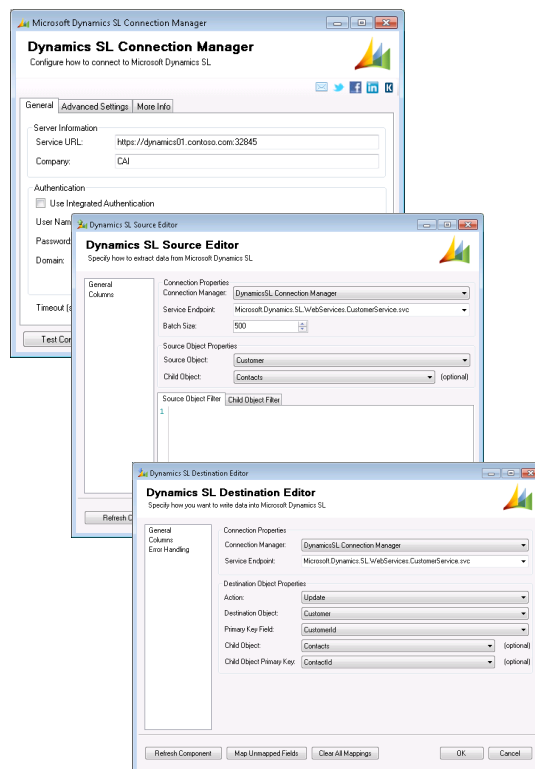 Microsoft Dynamics SL Connection Manager
Dynamics SL Connection Manager
Configure how to connect to Microsoft Dynamics SL
General Advanced Settings More Info
Server Information
Service URL: https://dynamics01.contoso.com:32845
Company: CAI
Authentication
Use Integrated Authentication
User Nam
Password:
Domain:
Timeout (s
Test Con
Dynamics SL Source Editor
Dynamics SL Source Editor
Specify how to extract data from Microsoft Dynamics SL
General
Columns
Connection Properties
Connection Manager: DynamicsSL Connection Manager
Service Endpoint: Microsoft.Dynamics.SL.WebServices.CustomerService.svc
Batch Size: 500
Source Object Properties
Source Object: Customer
Child Object: Contacts (optional)
Source Object Filter Child Object Filter
1
Refresh C
Dynamics SL Destination Editor
Dynamics SL Destination Editor
Specify how you want to write data into Microsoft Dynamics SL
General
Columns
Error Handling
Connection Properties
Connection Manager: DynamicsSL Connection Manager
Service Endpoint: Microsoft.Dynamics.SL.WebServices.CustomerService.svc
Destination Object Properties
Action: Update
Destination Object: Customer
Primary Key Field: CustomerId
Child Object: Contacts (optional)
Child Object Primary Key: ContactId (optional)
Refresh Component Map Unmapped Fields Clear All Mappings OK Cancel